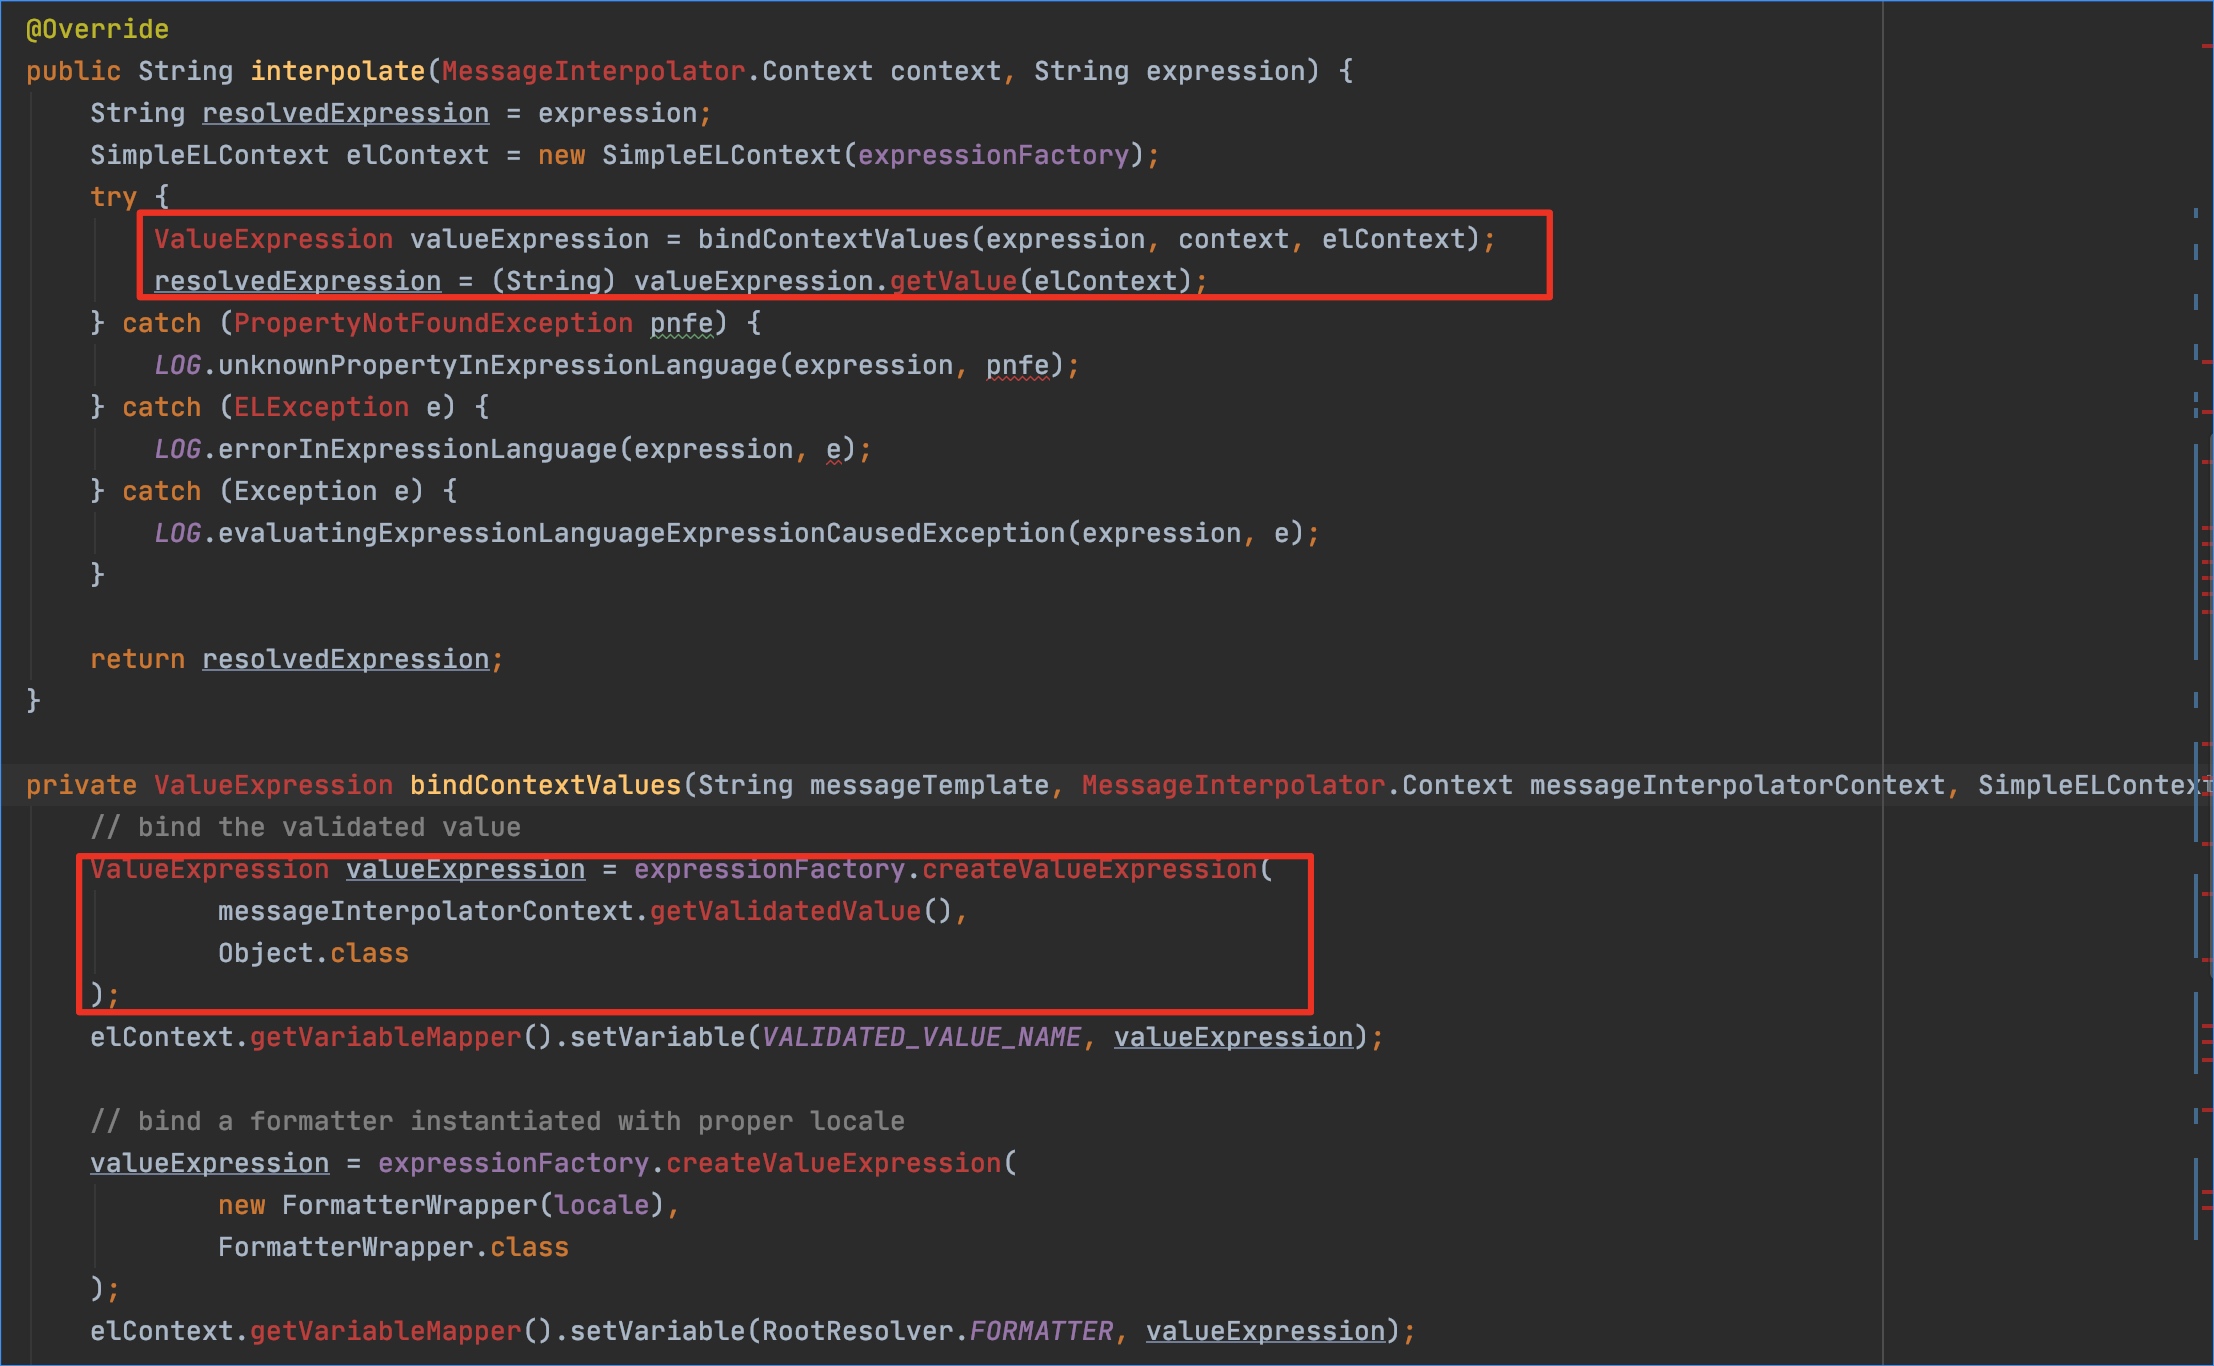 @Override
public String interpolate(MessageInterpolator.Context context, String expression) {
    String resolvedExpression = expression;
    SimpleELContext elContext = new SimpleELContext(expressionFactory);
    try {
        ValueExpression valueExpression = bindContextValues(expression, context, elContext);
        resolvedExpression = (String) valueExpression.getValue(elContext);
    } catch (PropertyNotFoundException pnfe) {
        LOG.unknownPropertyInExpressionLanguage(expression, pnfe);
    } catch (ELException e) {
        LOG.errorInExpressionLanguage(expression, e);
    } catch (Exception e) {
        LOG.evaluatingExpressionLanguageExpressionCausedException(expression, e);
    }
    return resolvedExpression;
}
private ValueExpression bindContextValues(String messageTemplate, MessageInterpolator.Context messageInterpolatorContext, SimpleELContext
    // bind the validated value
    ValueExpression valueExpression = expressionFactory.createValueExpression(
            messageInterpolatorContext.getValidatedValue(),
            Object.class
    );
    elContext.getVariableMapper().setVariable(VALIDATED_VALUE_NAME, valueExpression);
    // bind a formatter instantiated with proper locale
    valueExpression = expressionFactory.createValueExpression(
            new FormatterWrapper(locale),
            FormatterWrapper.class
    );
    elContext.getVariableMapper().setVariable(RootResolver.FORMATTER, valueExpression);